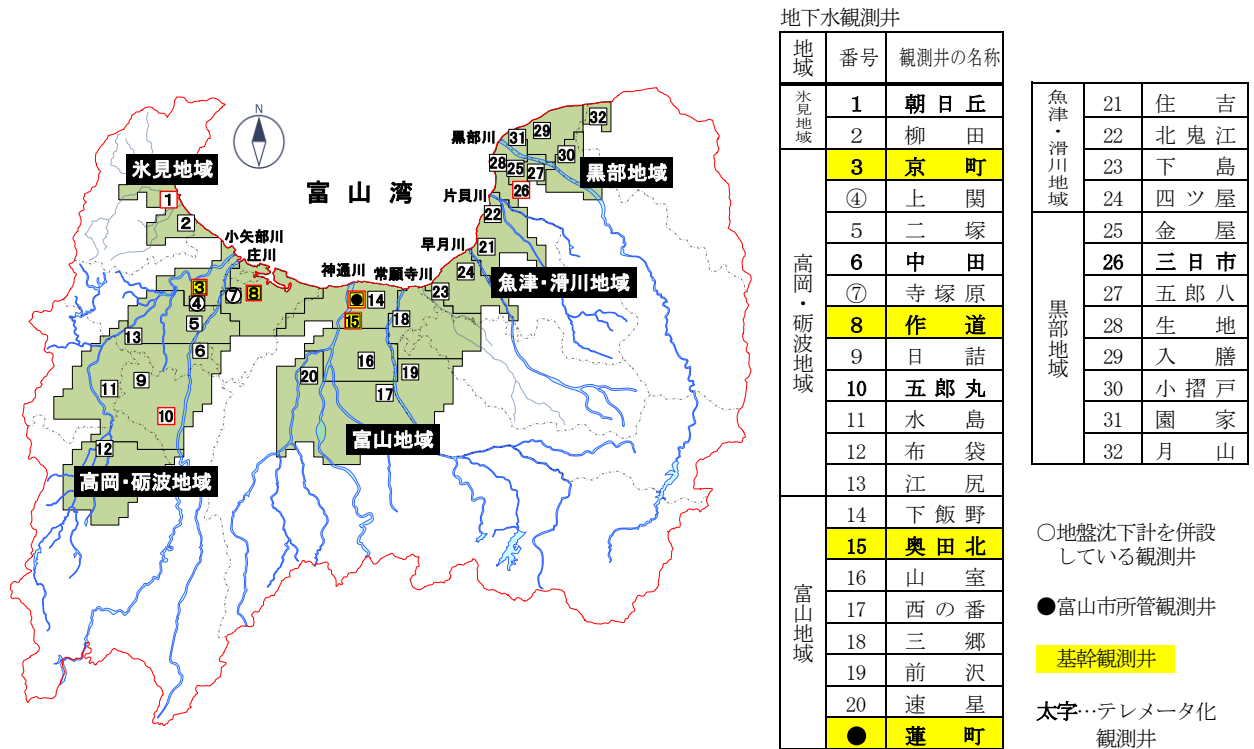 N
氷見地域
富山湾
黒部川
黒部地域
片貝川
早月川
魚津・滑川地域
小矢部川
庄川
神通川
常願寺川
富山地域
高岡・砺波地域
1
2
3
④
5
6
⑦
8
9
10
11
12
13
14
●
15
16
17
18
19
20
21
22
23
24
25
26
27
28
29
30
31
32
地下水観測井
地域 番号 観測井の名称
氷見地域
1 朝日丘
2 柳田
高岡・砺波地域
3 京町
④ 上関
5 二塚
6 中田
⑦ 寺塚原
8 作道
9 日詰
10 五郎丸
11 水島
12 布袋
13 江尻
富山地域
14 下飯野
15 奥田北
16 山室
17 西の番
18 三郷
19 前沢
20 速星
● 蓮町
魚津・滑川地域
21 住吉
22 北鬼江
23 下島
24 四ツ屋
黒部地域
25 金屋
26 三日市
27 五郎八
28 生地
29 入膳
30 小摺戸
31 園家
32 月山
○地盤沈下計を併設
している観測井
●富山市所管観測井
基幹観測井
太字…テレメータ化
観測井